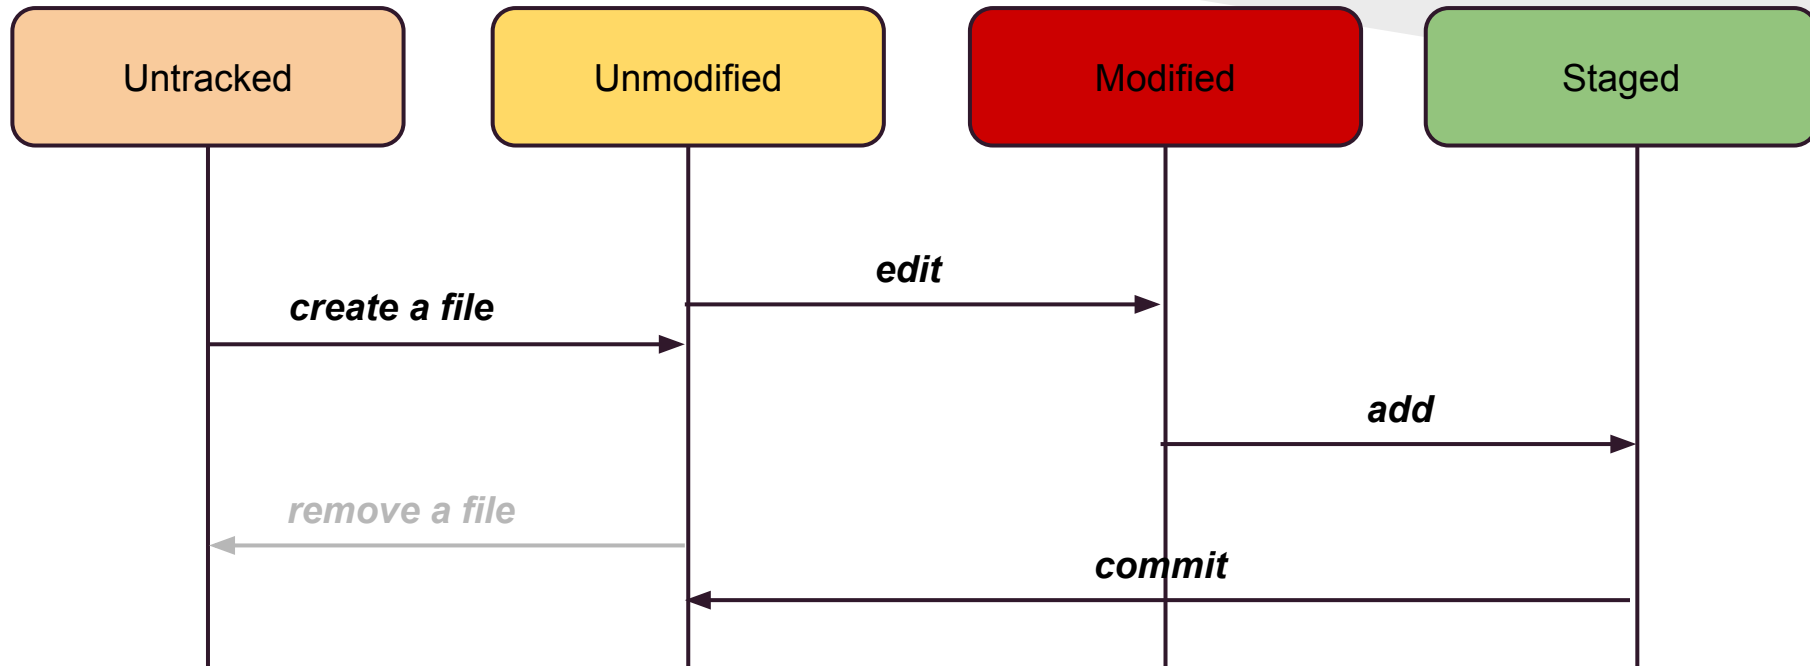 Untracked
Unmodified
Modified
Staged
edit
create a file
add
remove a file
commit